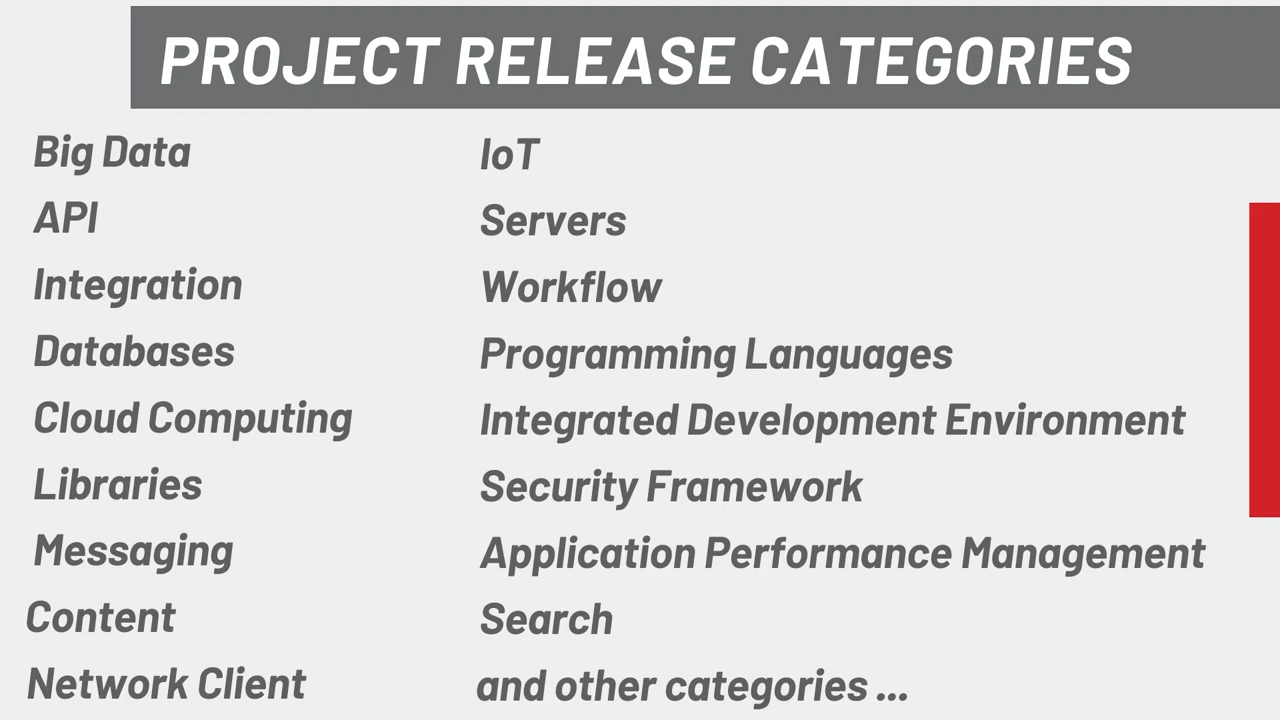 PROJECT RELEASE CATEGORIES
Big Data
API
Integration
Databases
Cloud Computing
Libraries
Messaging
Content
Network Client
IoT
Servers
Workflow
Programming Languages
Integrated Development Environment
Security Framework
Application Performance Management
Search
and other categories ...